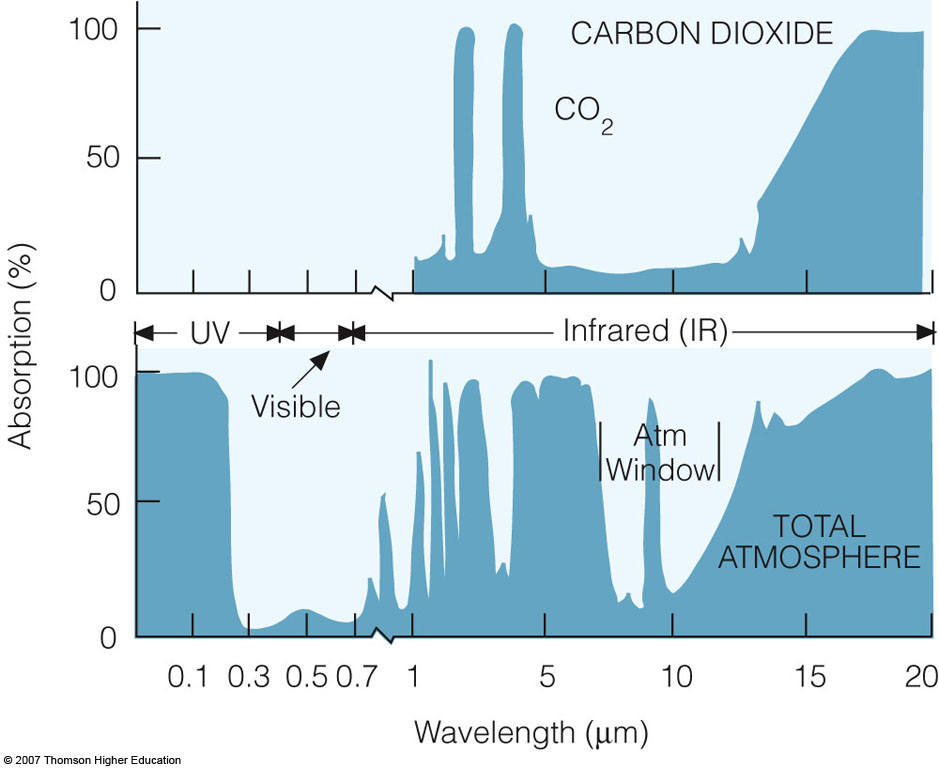 100
CARBON DIOXIDE
CO2
50
0
Absorption (%)
UV
Infrared (IR)
Visible
100
Atm
Window
50
TOTAL
ATMOSPHERE
0
0.1 0.3 0.5 0.7 1 5 10 15 20
Wavelength (μm)
© 2007 Thomson Higher Education